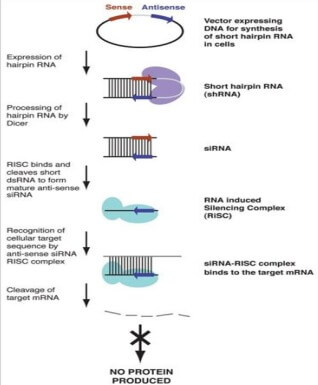 Sense Antisense
Vector expressing
DNA for synthesis
of short hairpin RNA
in cells
Expression of
hairpin RNA
Short hairpin RNA
(shRNA)
Processing of
hairpin RNA by
Dicer
siRNA
RISC binds and
cleaves short
dsRNA to form
mature anti-sense
siRNA
RNA induced
Silencing Complex
(RISC)
Recognition of
cellular target
sequence by
anti-sense siRNA
RISC complex
siRNA-RISC complex
binds to the target mRNA
Cleavage of
target mRNA
NO PROTEIN
PRODUCED